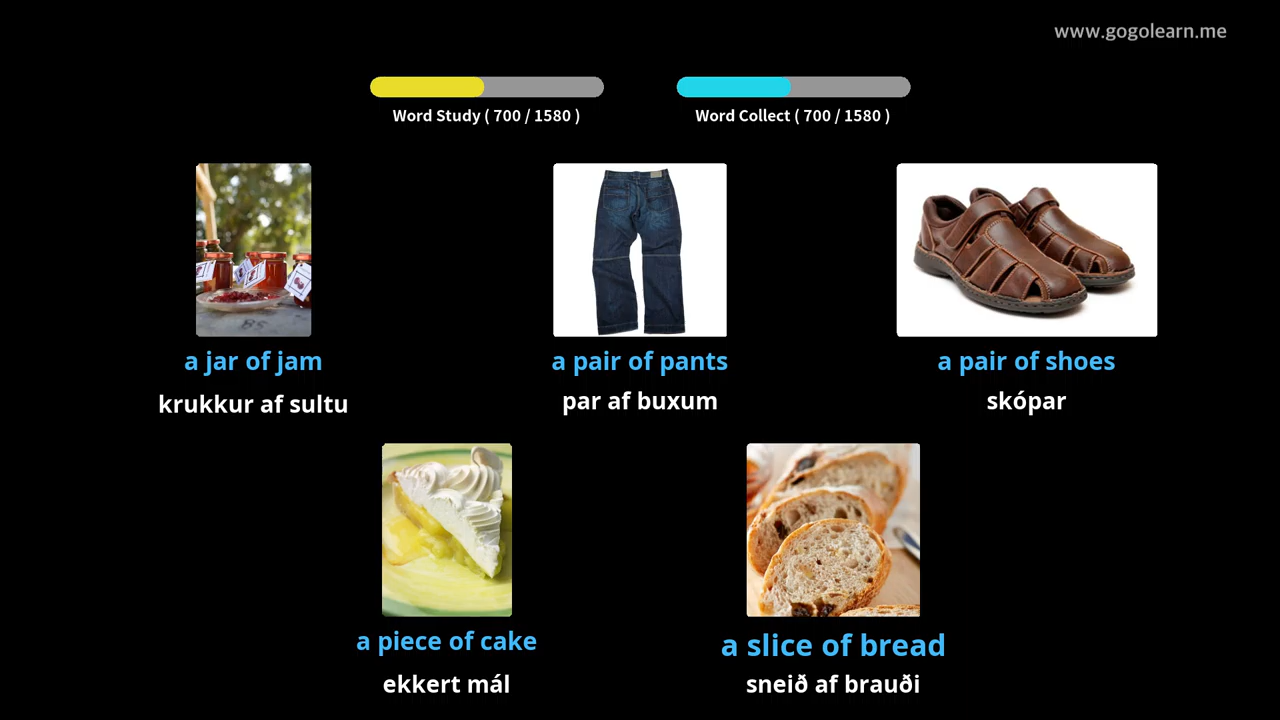 www.gogolearn.me
Word Study ( 700 / 1580 )
Word Collect ( 700 / 1580 )
a jar of jam
krukkur af sultu
a pair of pants
par af buxum
a pair of shoes
skópar
a piece of cake
ekkert mál
a slice of bread
sneið af brauði